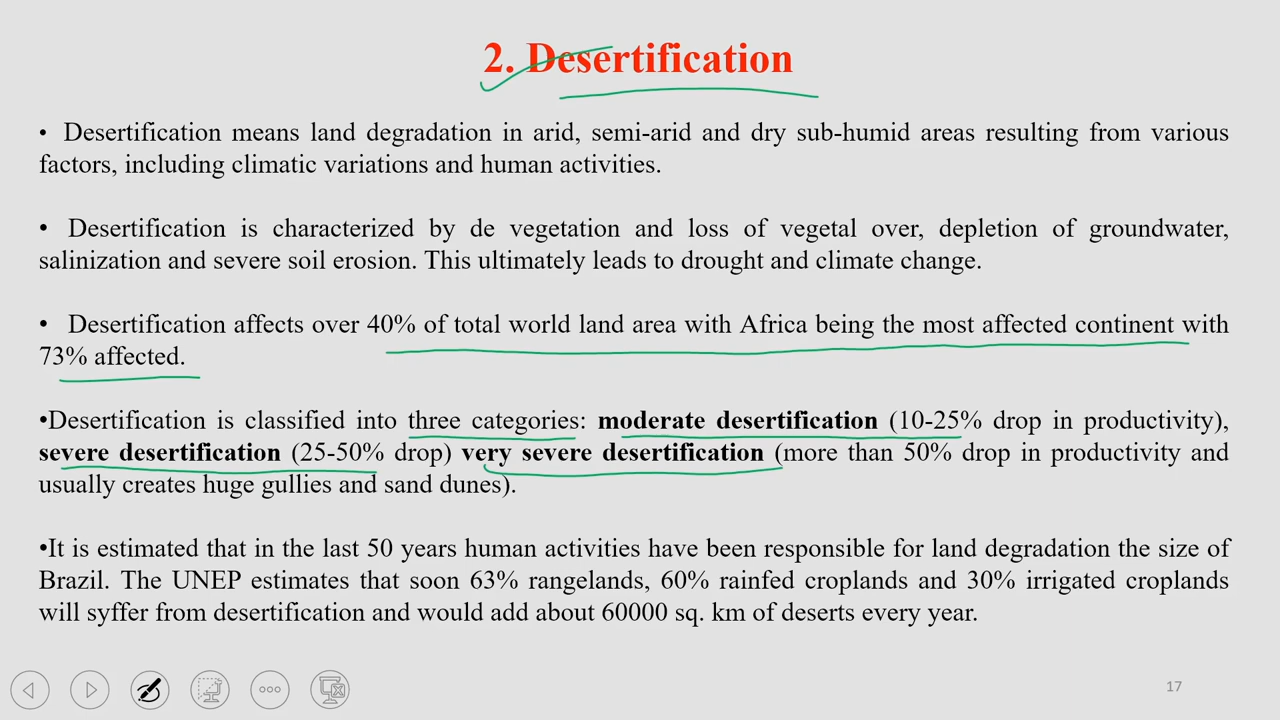 2. Desertification
• Desertification means land degradation in arid, semi-arid and dry sub-humid areas resulting from various
factors, including climatic variations and human activities.
• Desertification is characterized by de vegetation and loss of vegetal over, depletion of groundwater,
salinization and severe soil erosion. This ultimately leads to drought and climate change.
• Desertification affects over 40% of total world land area with Africa being the most affected continent with
73% affected.
•Desertification is classified into three categories: moderate desertification (10-25% drop in productivity),
severe desertification (25-50% drop) very severe desertification (more than 50% drop in productivity and
usually creates huge gullies and sand dunes).
•It is estimated that in the last 50 years human activities have been responsible for land degradation the size of
Brazil. The UNEP estimates that soon 63% rangelands, 60% rainfed croplands and 30% irrigated croplands
will syffer from desertification and would add about 60000 sq. km of deserts every year.
17